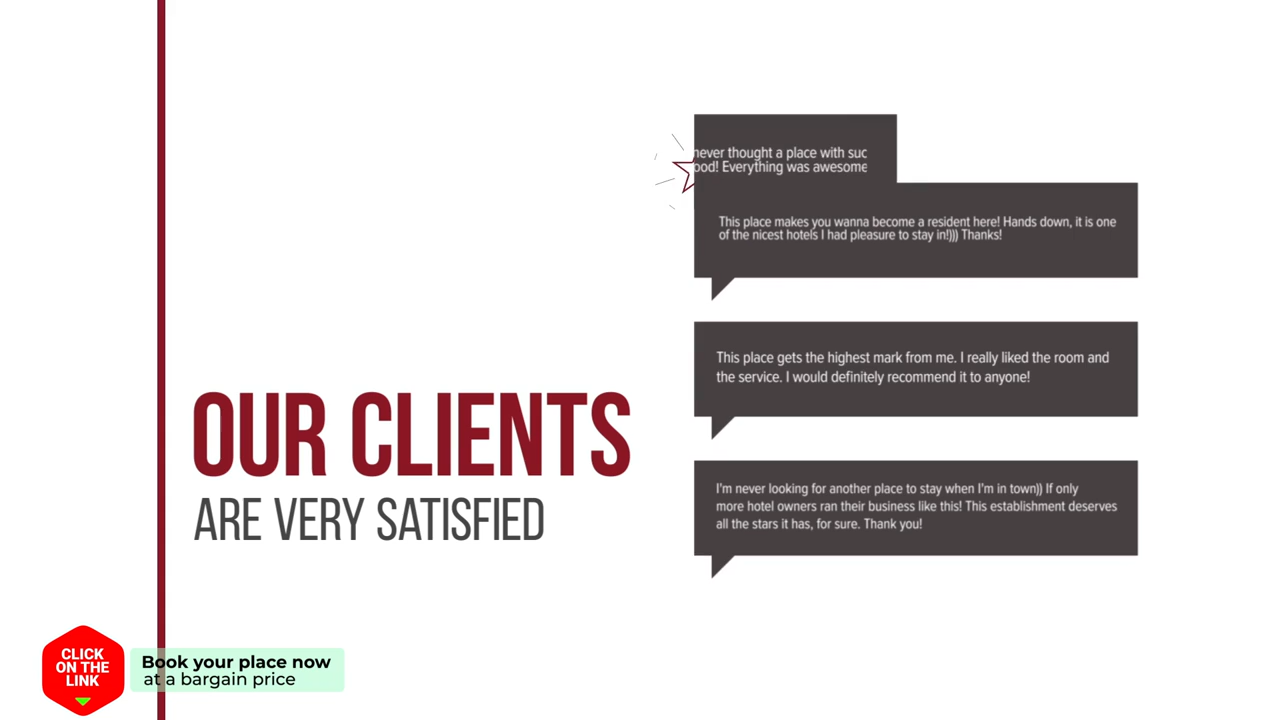 never thought a place with suc
ood! Everything was awesome
This place makes you wanna become a resident here! Hands down, it is one
of the nicest hotels I had pleasure to stay in!))) Thanks!
This place gets the highest mark from me. I really liked the room and
the service. I would definitely recommend it to anyone!
I'm never looking for another place to stay when I'm in town)) If only
more hotel owners ran their business like this! This establishment deserves
all the stars it has, for sure. Thank you!
OUR CLIENTS
ARE VERY SATISFIED
CLICK
ON THE
LINK
Book your place now
at a bargain price